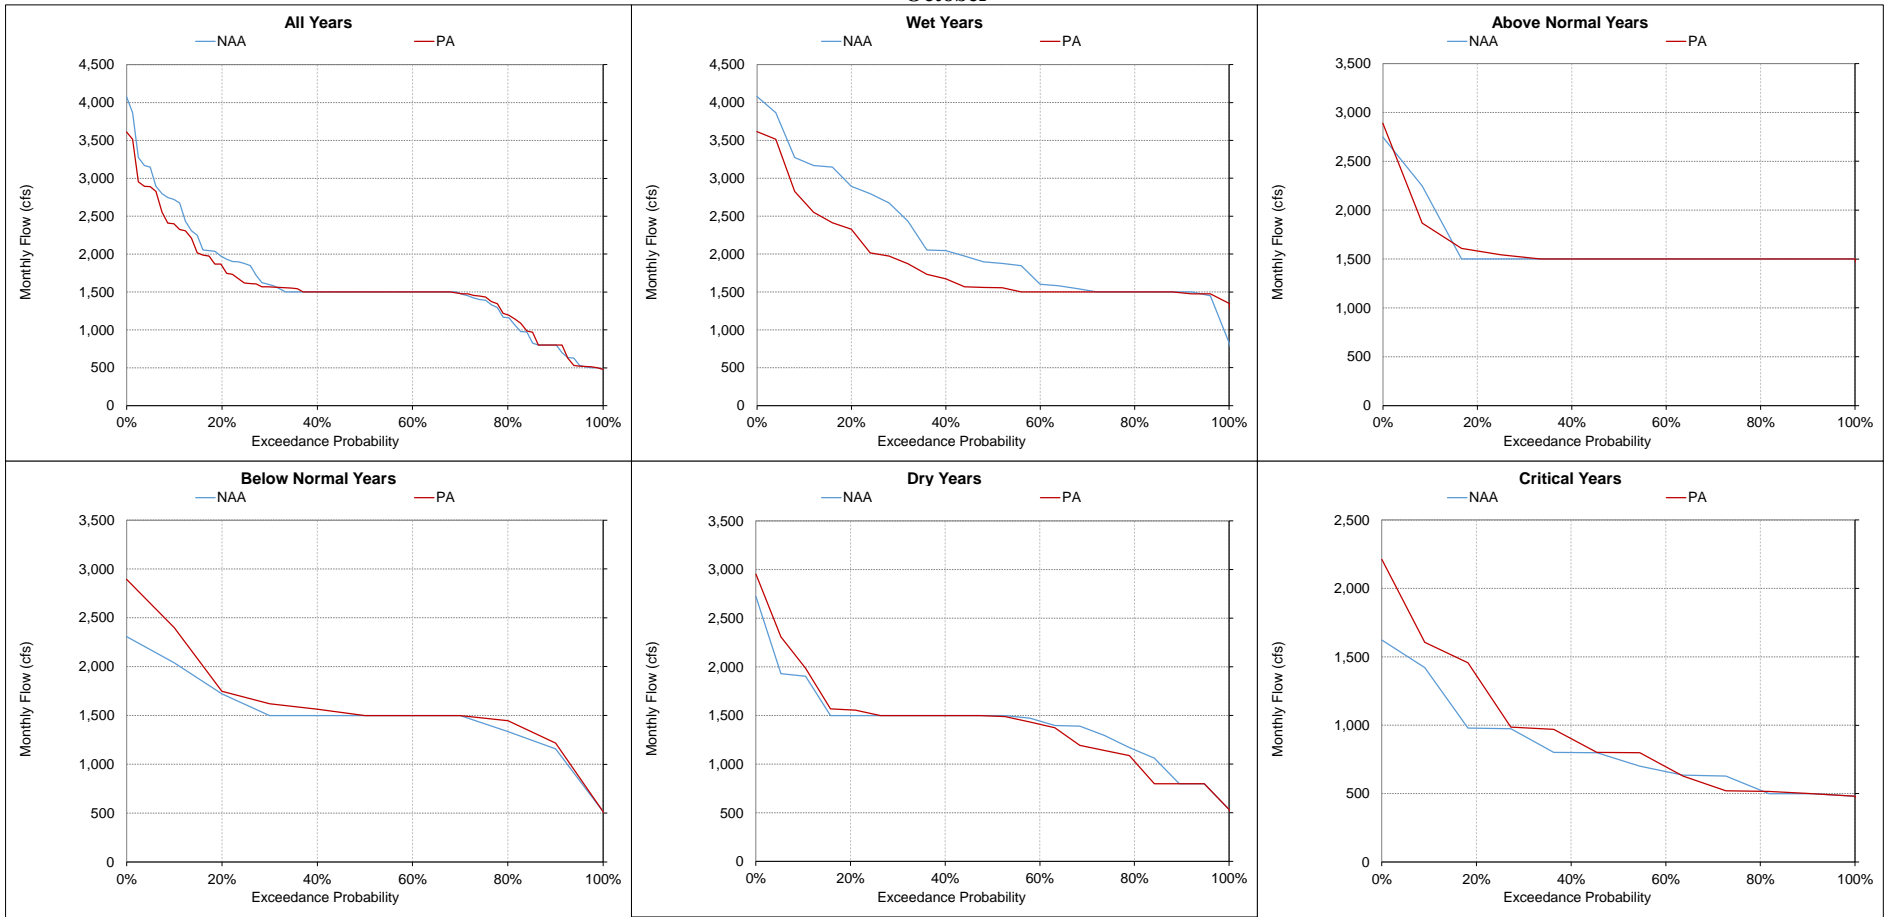 October
All Years
NAA PA
4,500
4,000
3,500
3,000
2,500
2,000
1,500
1,000
500
0
Monthly Flow (cfs)
0% 20% 40% 60% 80% 100%
Exceedance Probability
Wet Years
NAA PA
4,500
4,000
3,500
3,000
2,500
2,000
1,500
1,000
500
0
Monthly Flow (cfs)
0% 20% 40% 60% 80% 100%
Exceedance Probability
Above Normal Years
NAA PA
3,500
3,000
2,500
2,000
1,500
1,000
500
0
Monthly Flow (cfs)
0% 20% 40% 60% 80% 100%
Exceedance Probability
Below Normal Years
NAA PA
3,500
3,000
2,500
2,000
1,500
1,000
500
0
Monthly Flow (cfs)
0% 20% 40% 60% 80% 100%
Exceedance Probability
Dry Years
NAA PA
3,500
3,000
2,500
2,000
1,500
1,000
500
0
Monthly Flow (cfs)
0% 20% 40% 60% 80% 100%
Exceedance Probability
Critical Years
NAA PA
2,500
2,000
1,500
1,000
500
0
Monthly Flow (cfs)
0% 20% 40% 60% 80% 100%
Exceedance Probability